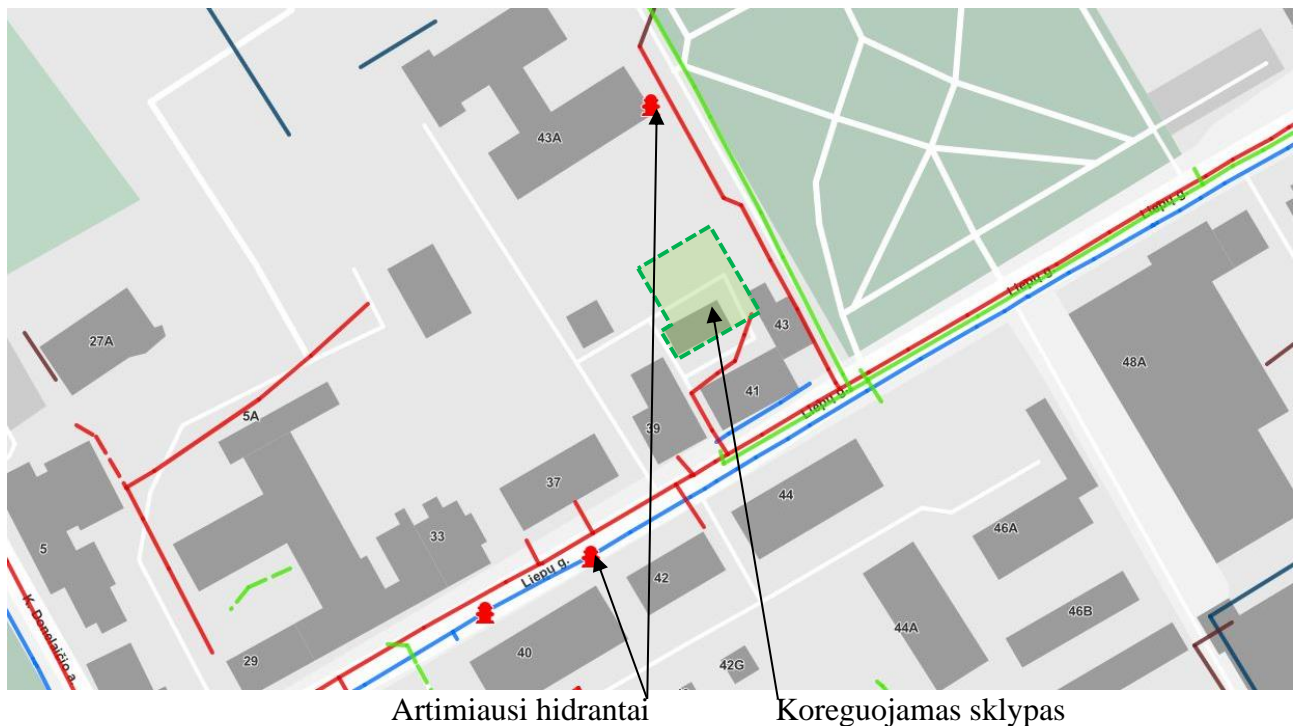 43A
Liepų g.
Liepų g.
27A
43
48A
41
Liepų g.
5A
39
37
44
46A
5
33
Liepų g.
42
44A
46B
K. Donelaičio a
29
40
42G
Artimiausi hidrantai
Koreguojamas sklypas